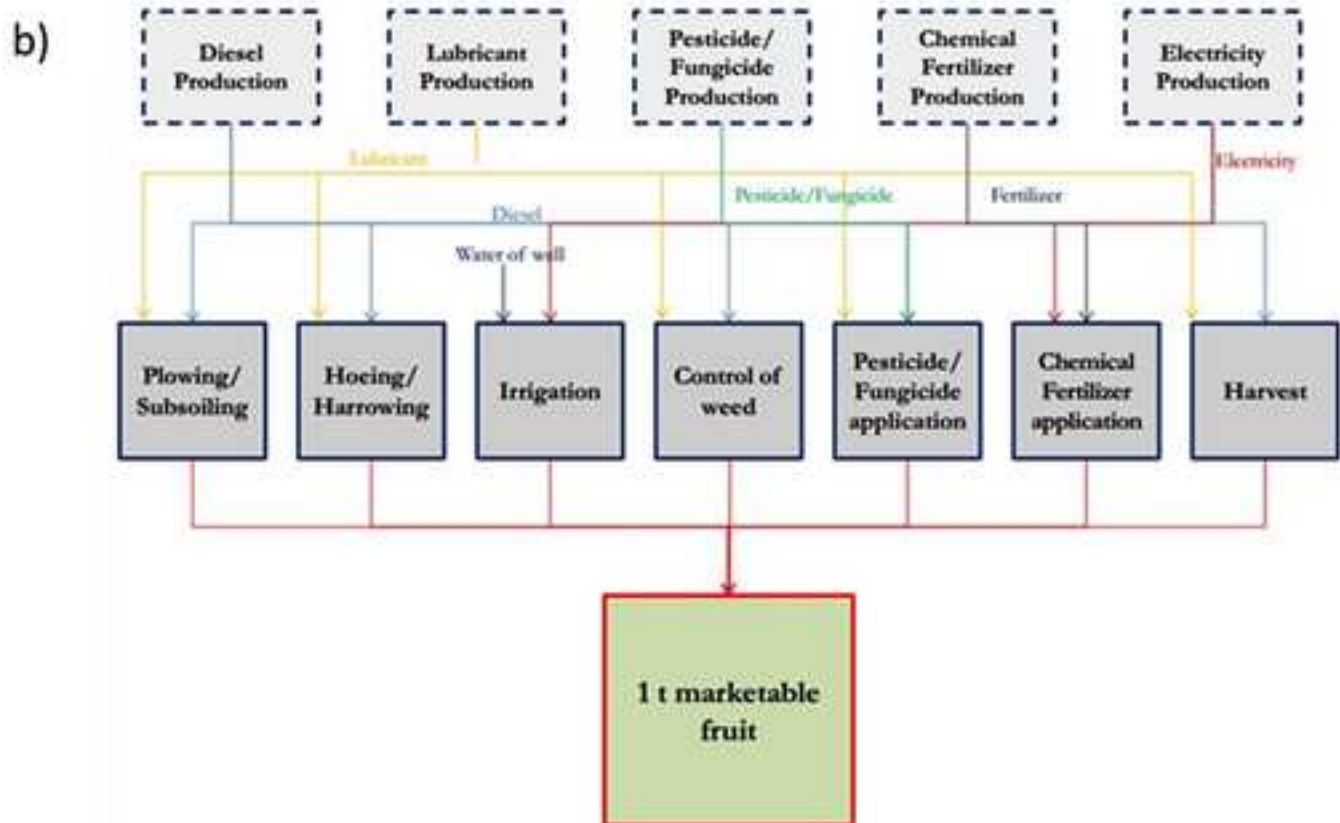 b)
Diesel
Production
Lubricant
Production
Pesticide/
Fungicide
Production
Chemical
Fertilizer
Production
Electricity
Production
Lubricant
Electricity
Pesticide/Fungicide
Fertilizer
Diesel
Water of well
Plowing/
Subsoiling
Hoeing/
Harrowing
Irrigation
Control of
weed
Pesticide/
Fungicide
application
Chemical
Fertilizer
application
Harvest
1 t marketable
fruit